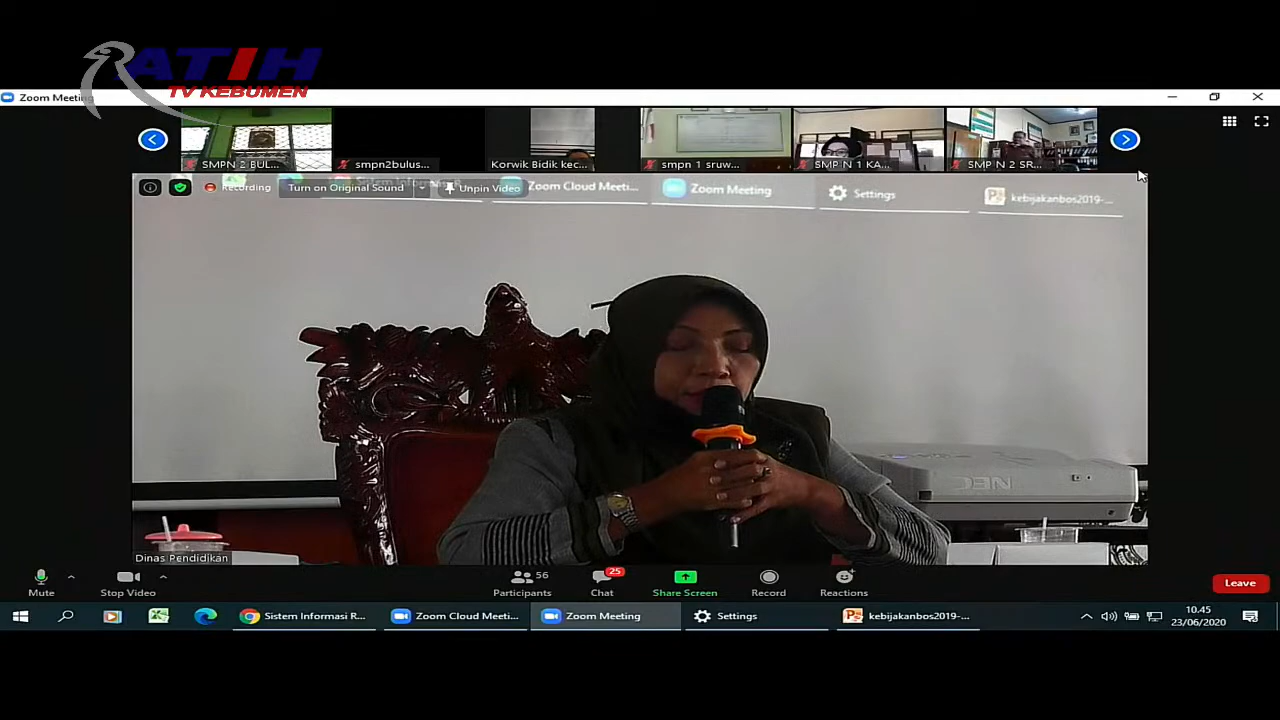 RATIH
TV KEBUMEN
Zoom Meeting
SMPN 2 BUL...
smpn2bulus...
Korwik Bidik kec...
smpn 1 sruw...
SMP N 1 KA...
SMP N 2 SR...
Recording
Turn on Original Sound
Unpin Video
Zoom Cloud Meeti...
Zoom Meeting
Settings
kebijakanbos2019-...
NEC
Dinas Pendidikan
Mute
Stop Video
56
Participants
25
Chat
Share Screen
Record
Reactions
Leave
Sistem Informasi R...
Zoom Cloud Meeti...
Zoom Meeting
Settings
kebijakanbos2019-...
10.45
23/06/2020